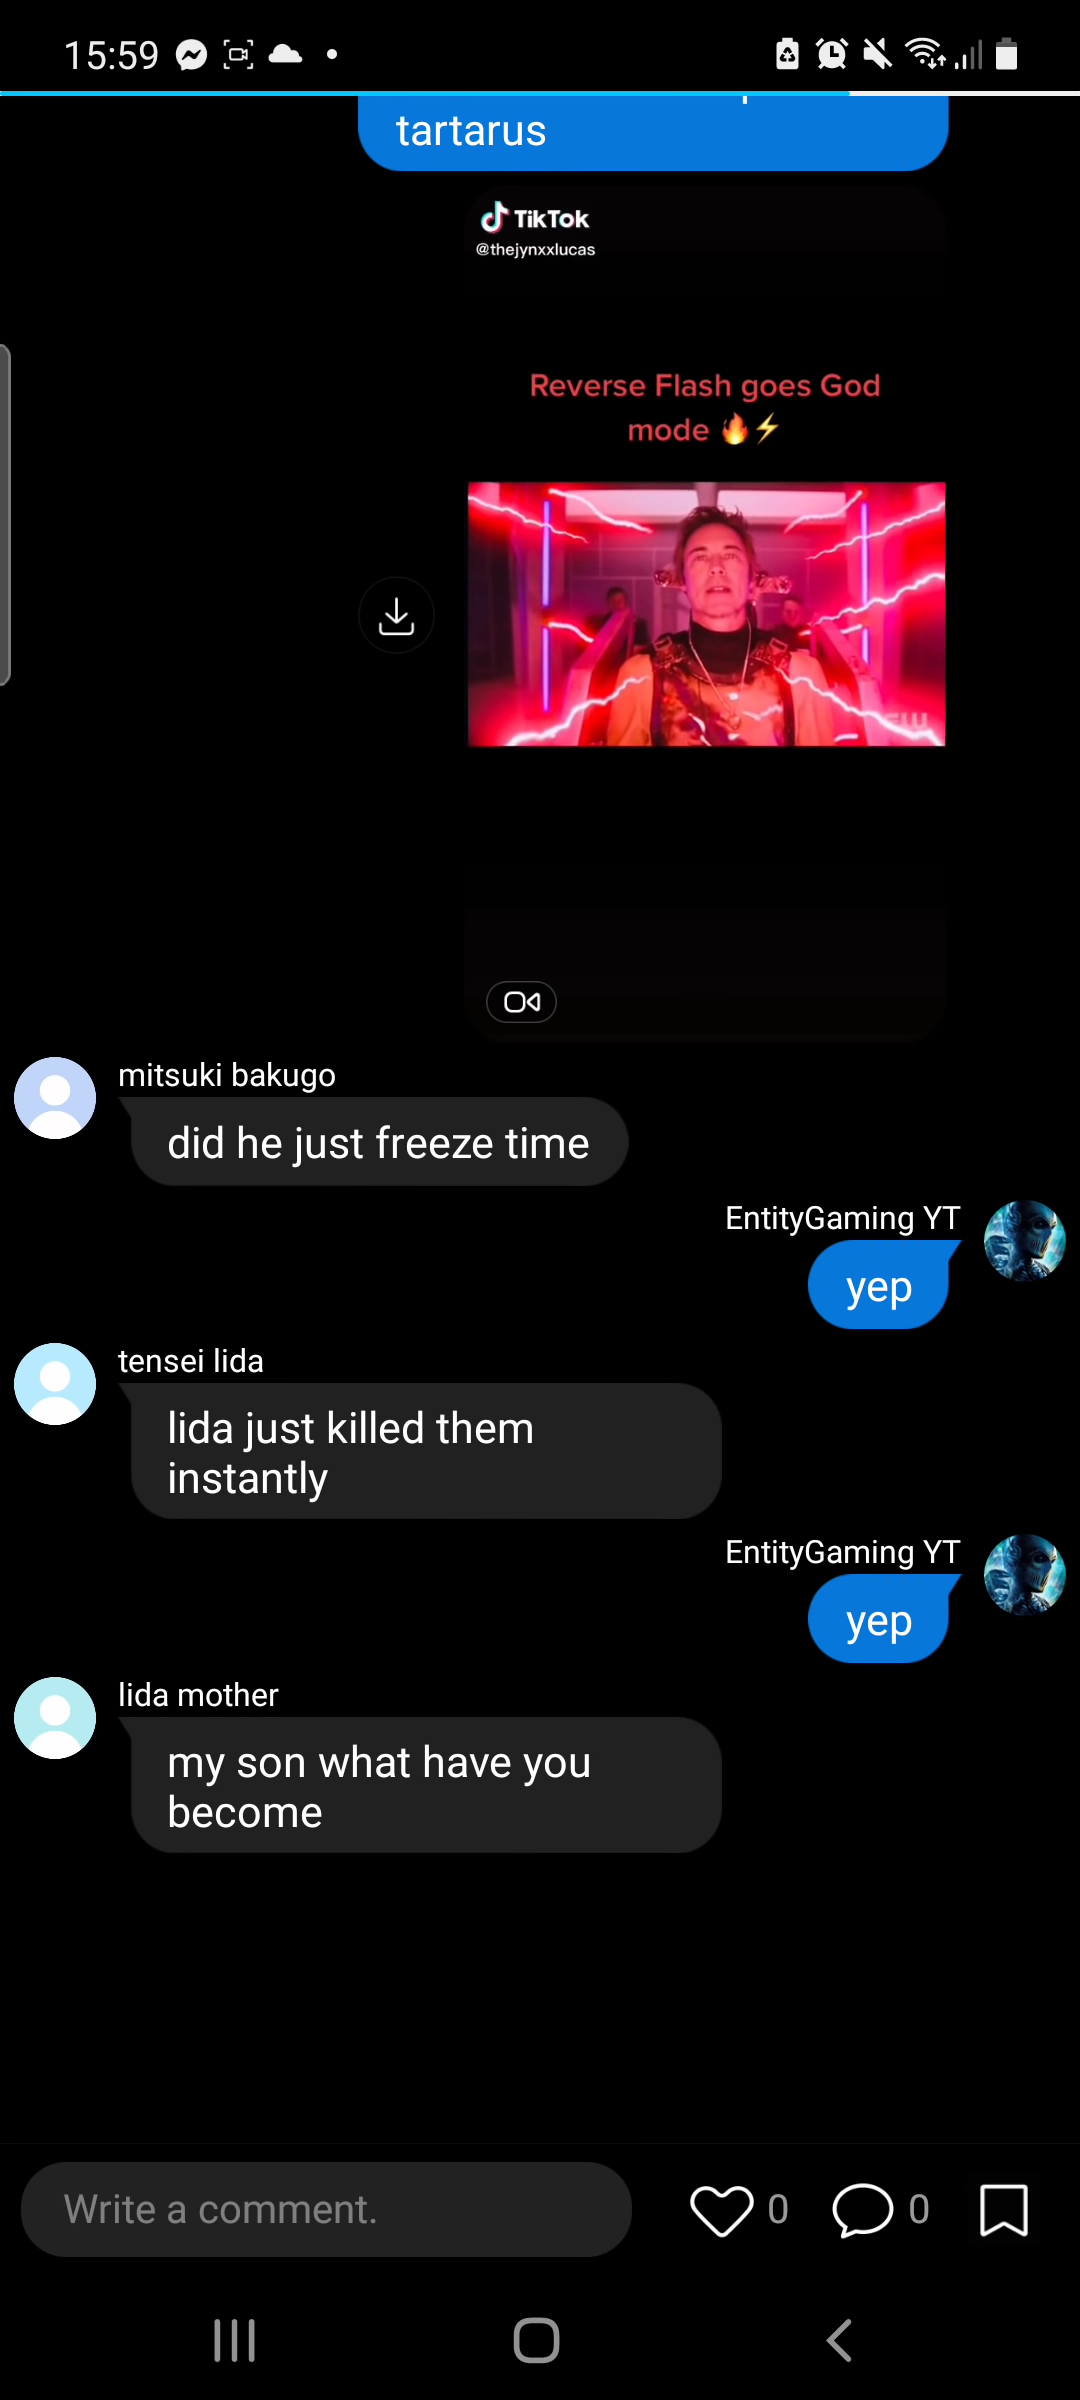 15:59
tartarus
TikTok
@thejynxxlucas
Reverse Flash goes God
mode 🔥⚡
mitsuki bakugo
did he just freeze time
EntityGaming YT
yep
tensei lida
lida just killed them
instantly
EntityGaming YT
yep
lida mother
my son what have you
become
Write a comment.
0
0